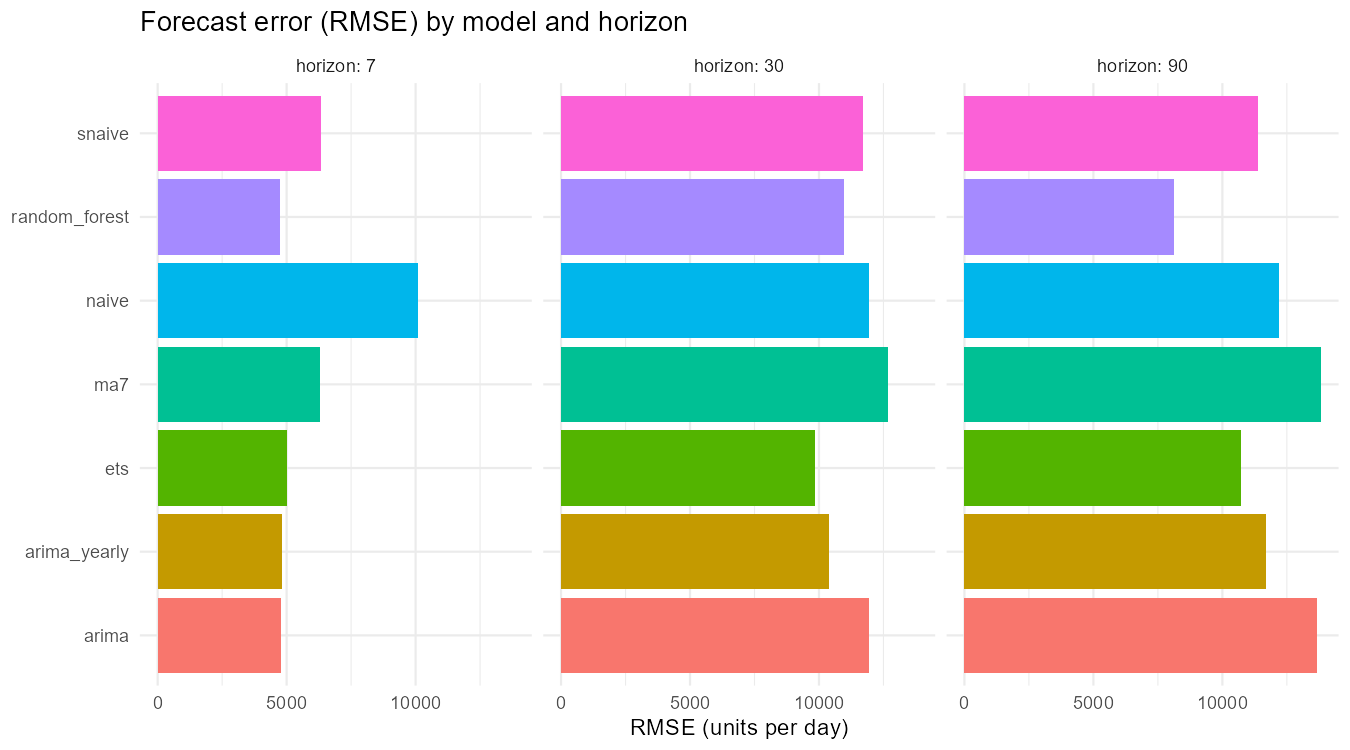 Forecast error (RMSE) by model and horizon
horizon: 7
horizon: 30
horizon: 90
snaive
random_forest
naive
ma7
ets
arima_yearly
arima
0 5000 10000
0 5000 10000
0 5000 10000
RMSE (units per day)